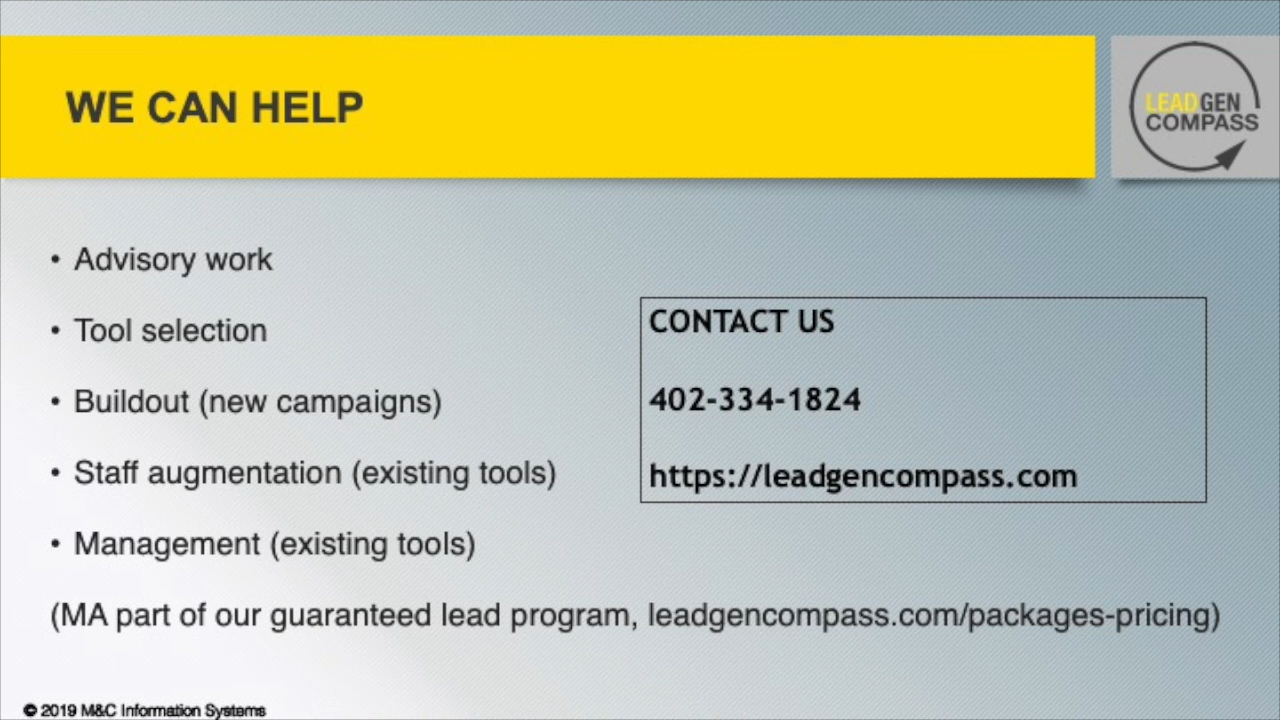 WE CAN HELP
LEADGEN
COMPASS
• Advisory work
• Tool selection
• Buildout (new campaigns)
• Staff augmentation (existing tools)
• Management (existing tools)
(MA part of our guaranteed lead program, leadgencompass.com/packages-pricing)
CONTACT US
402-334-1824
https://leadgencompass.com
© 2019 M&C Information Systems